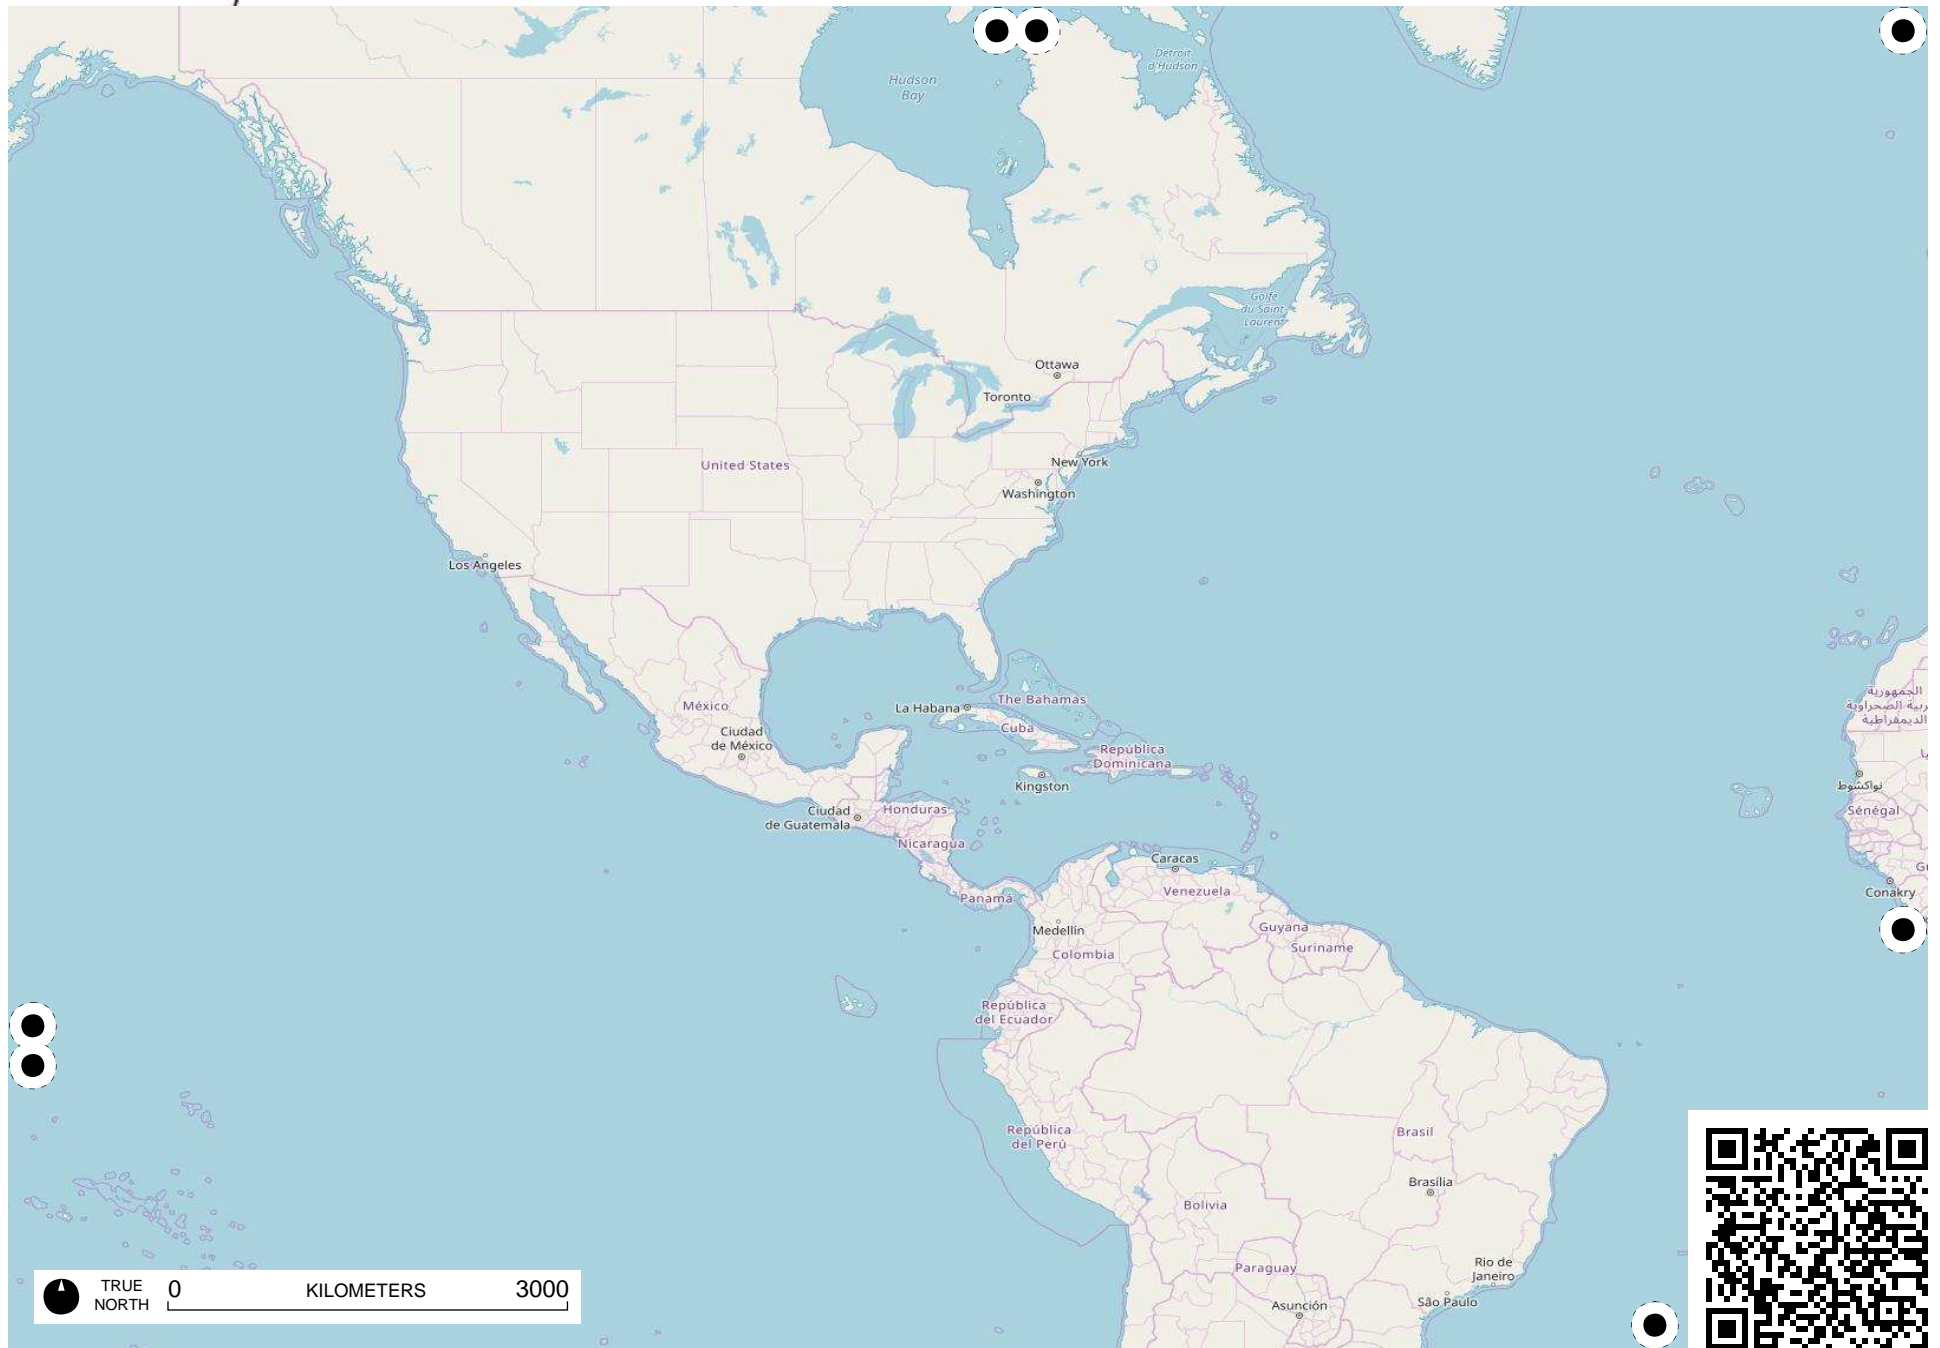 Détroit
d'Hudson
Hudson
Bay
Golfe
du Saint-
Laurent
Ottawa
Toronto
New York
United States
Washington
Los Angeles
México
La Habana
The Bahamas
Cuba
Ciudad
de México
República
Dominicana
Kingston
الجمهورية
الديمقراطية
نواكشوط
Ciudad
de Guatemala
Honduras
Sénégal
Nicaragua
Caracas
Venezuela
Conakry
Panamá
Medellín
Guyana
Suriname
Colombia
República
del Ecuador
República
del Perú
Brasil
Brasília
Bolivia
Paraguay
Rio de
Janeiro
São Paulo
Asunción
TRUE
NORTH
0 KILOMETERS 3000